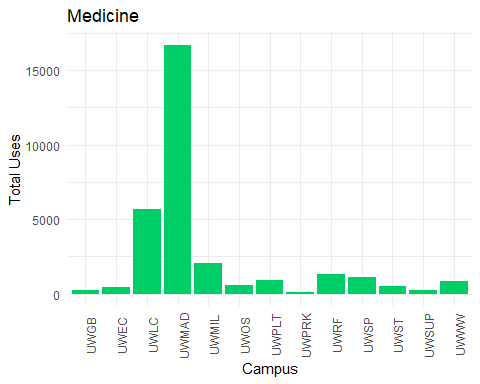 Medicine
Total Uses
15000
10000
5000
0
UWGB
UWEC
UWLC
UWMAD
UWMIL
UWOS
UWPLT
UWPRK
UWRF
UWSP
UWST
UWSUP
UWWW
Campus